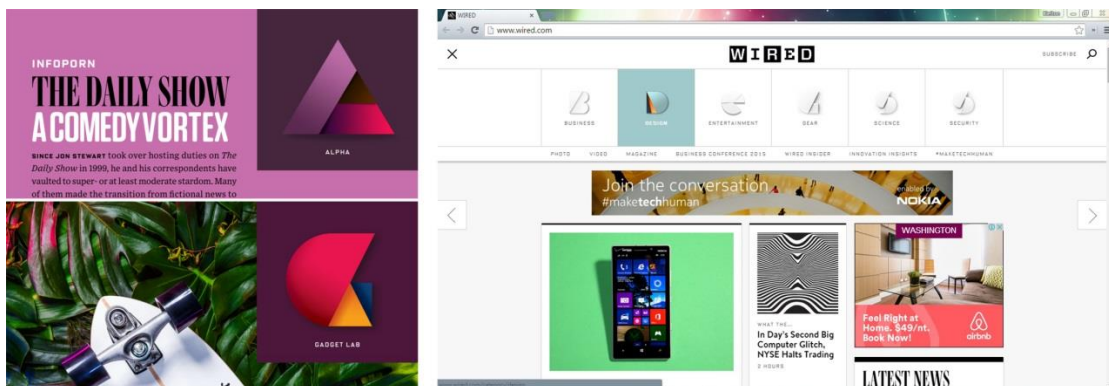 INFOPORN
THE DAILY SHOW
A COMEDY VORTEX
SINCE JON STEWART took over hosting duties on The
Daily Show in 1999, he and his correspondents have
vaulted to super- or at least moderate stardom. Many
of them made the transition from fictional news to
ALPHA
GADGET LAB
WIRED
www.wired.com
WIRED
SUBSCRIBE
BUSINESS
DESIGN
ENTERTAINMENT
GEAR
SCIENCE
SECURITY
PHOTO VIDEO MAGAZINE BUSINESS CONFERENCE 2015 WIRED INSIDER INNOVATION INSIGHTS #MAKETECHHUMAN
Join the conversation
#maketechhuman
enabled by
NOKIA
WHAT THE...
In Day's Second Big
Computer Glitch,
NYSE Halts Trading
2 HOURS
WASHINGTON
Feel Right at
Home. $49/nt.
Book Now!
airbnb
LATEST NEWS